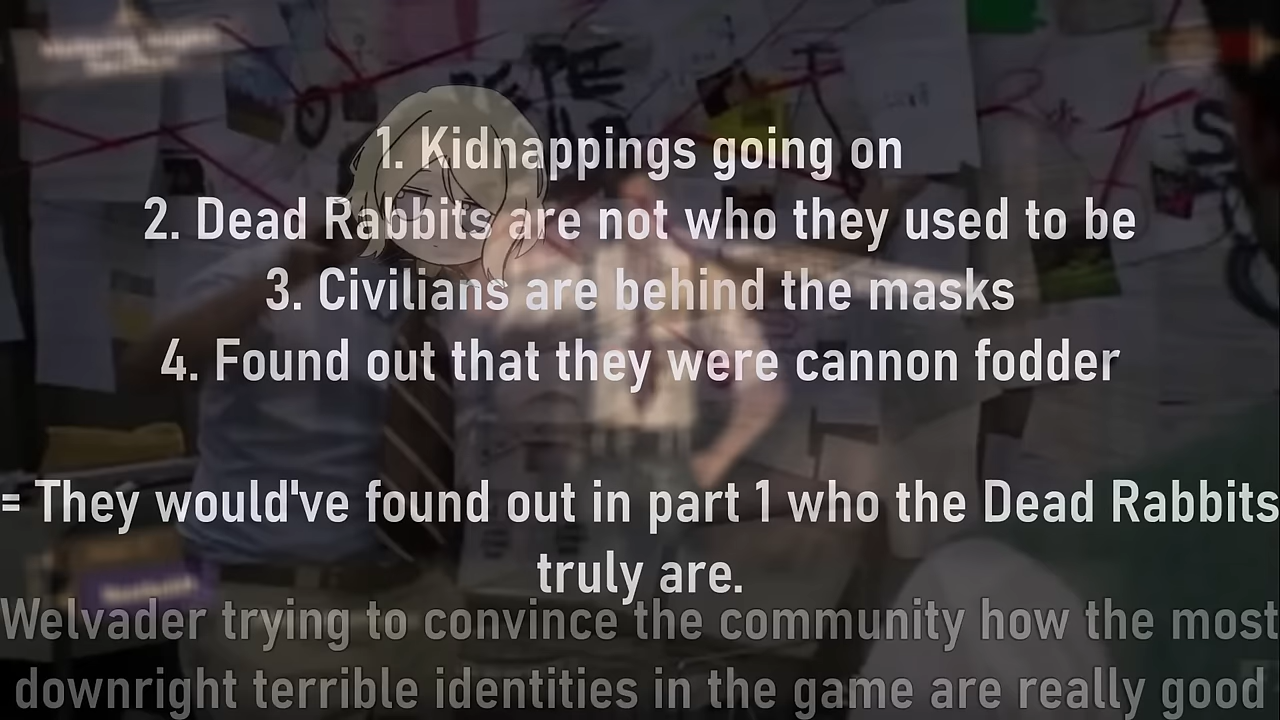 1. Kidnappings going on
2. Dead Rabbits are not who they used to be
3. Civilians are behind the masks
4. Found out that they were cannon fodder
= They would've found out in part 1 who the Dead Rabbits
truly are.
Welvader trying to convince the community how the most
downright terrible identities in the game are really good